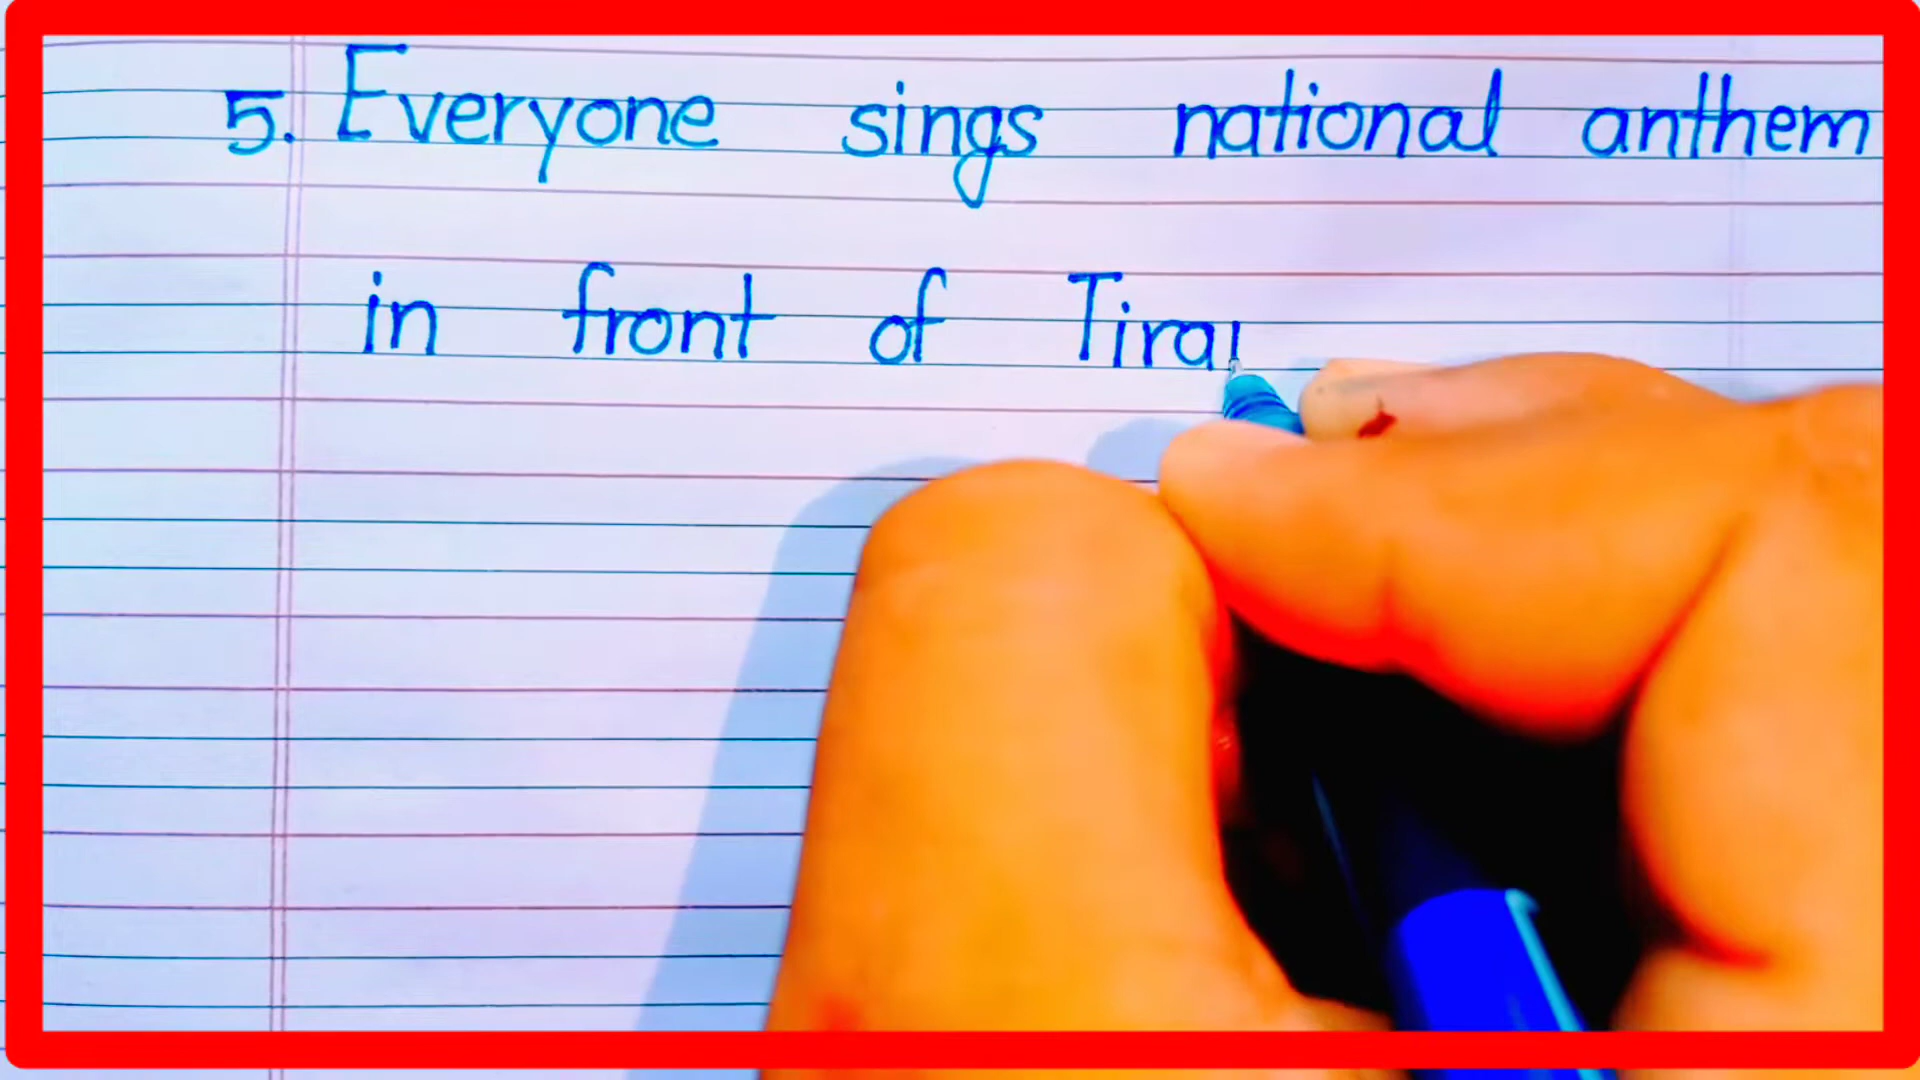 5. Everyone sings national anthem
in front of Tira